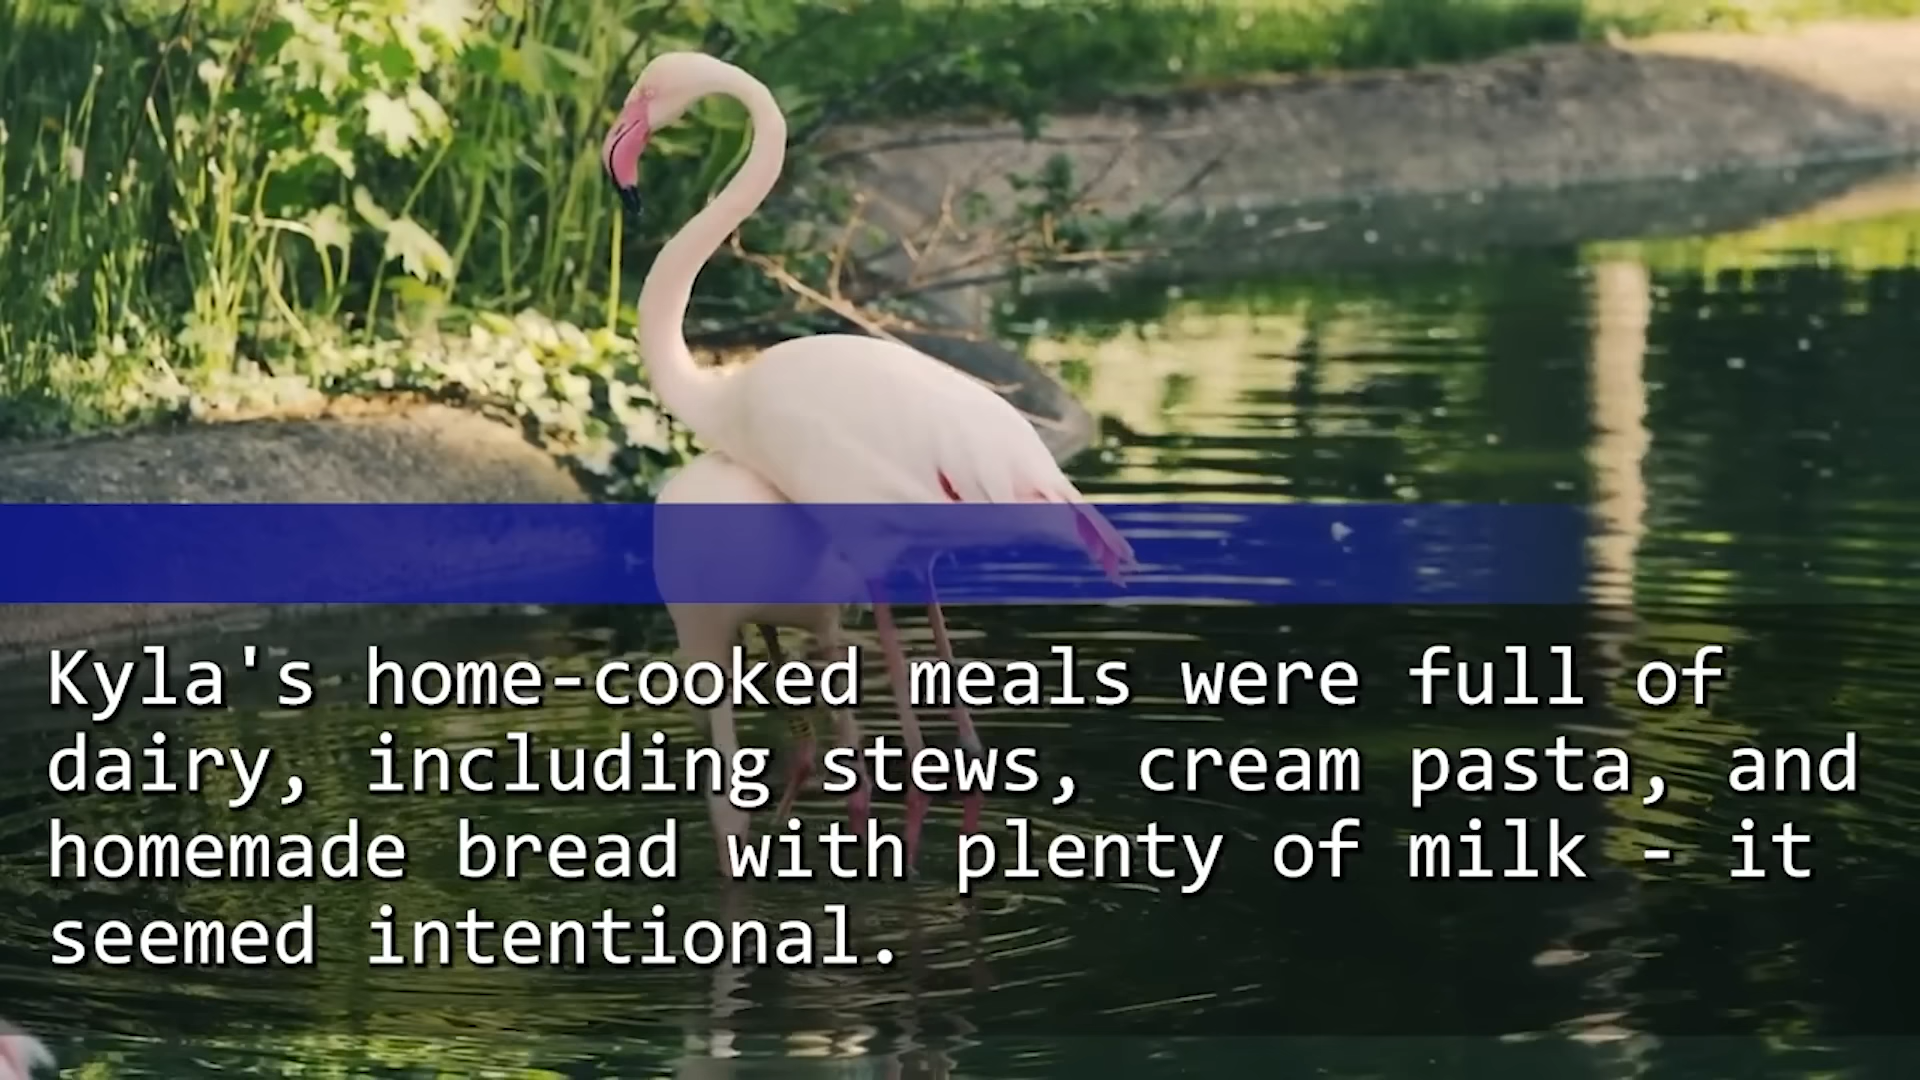 Kyla's home-cooked meals were full of
dairy, including stews, cream pasta, and
homemade bread with plenty of milk - it
seemed intentional.